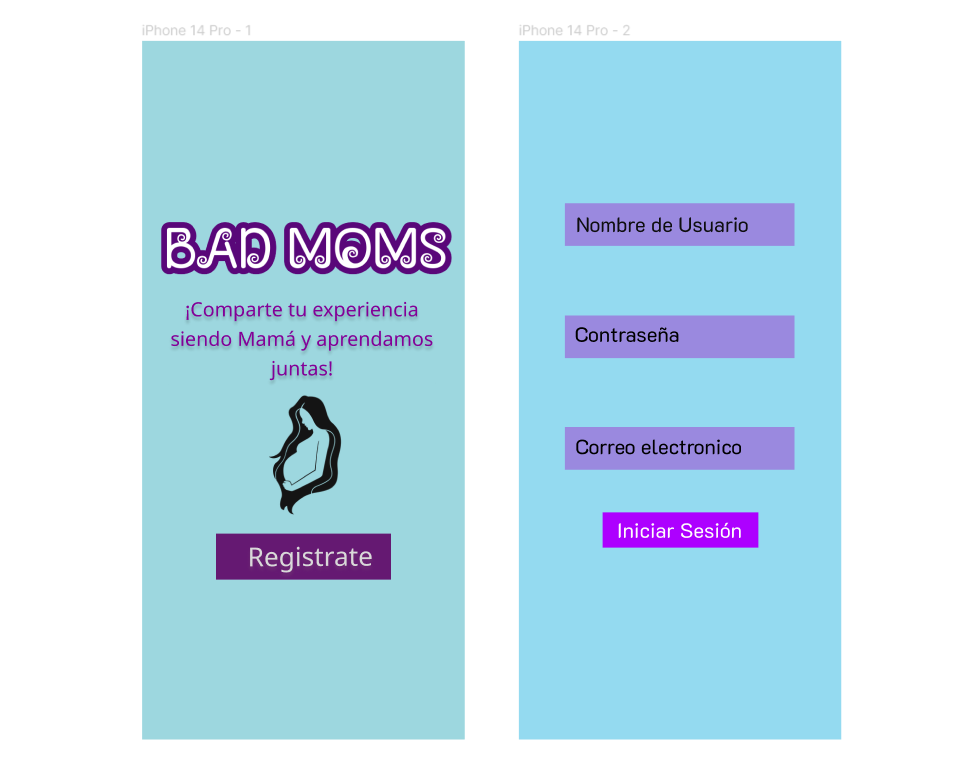 iPhone 14 Pro - 1
BAD MOMS
¡Comparte tu experiencia
siendo Mamá y aprendamos
juntas!
Registrate
iPhone 14 Pro - 2
Nombre de Usuario
Contraseña
Correo electronico
Iniciar Sesión